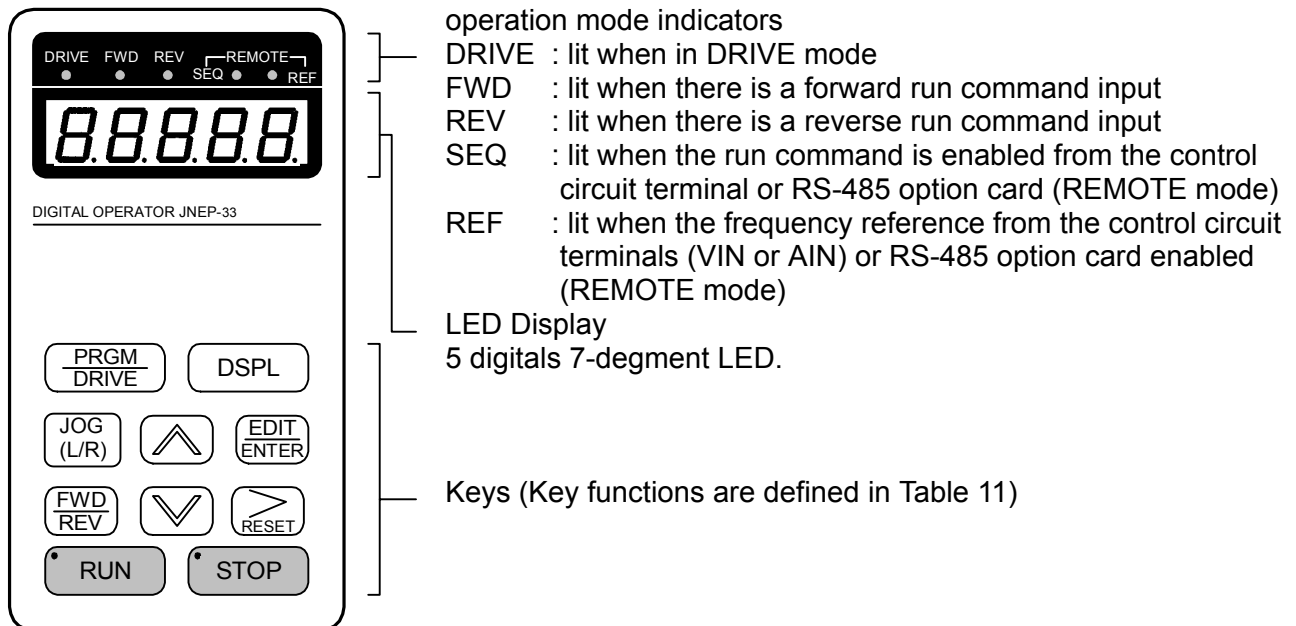 DRIVE FWD REV REMOTE
SEQ REF
88888
DIGITAL OPERATOR JNEP-33
PRGM
DRIVE
DSPL
JOG
(L/R)
EDIT
ENTER
FWD
REV
RESET
RUN
STOP
operation mode indicators
DRIVE : lit when in DRIVE mode
FWD : lit when there is a forward run command input
REV : lit when there is a reverse run command input
SEQ : lit when the run command is enabled from the control
circuit terminal or RS-485 option card (REMOTE mode)
REF : lit when the frequency reference from the control circuit
terminals (VIN or AIN) or RS-485 option card enabled
(REMOTE mode)
LED Display
5 digitals 7-degment LED.
Keys (Key functions are defined in Table 11)